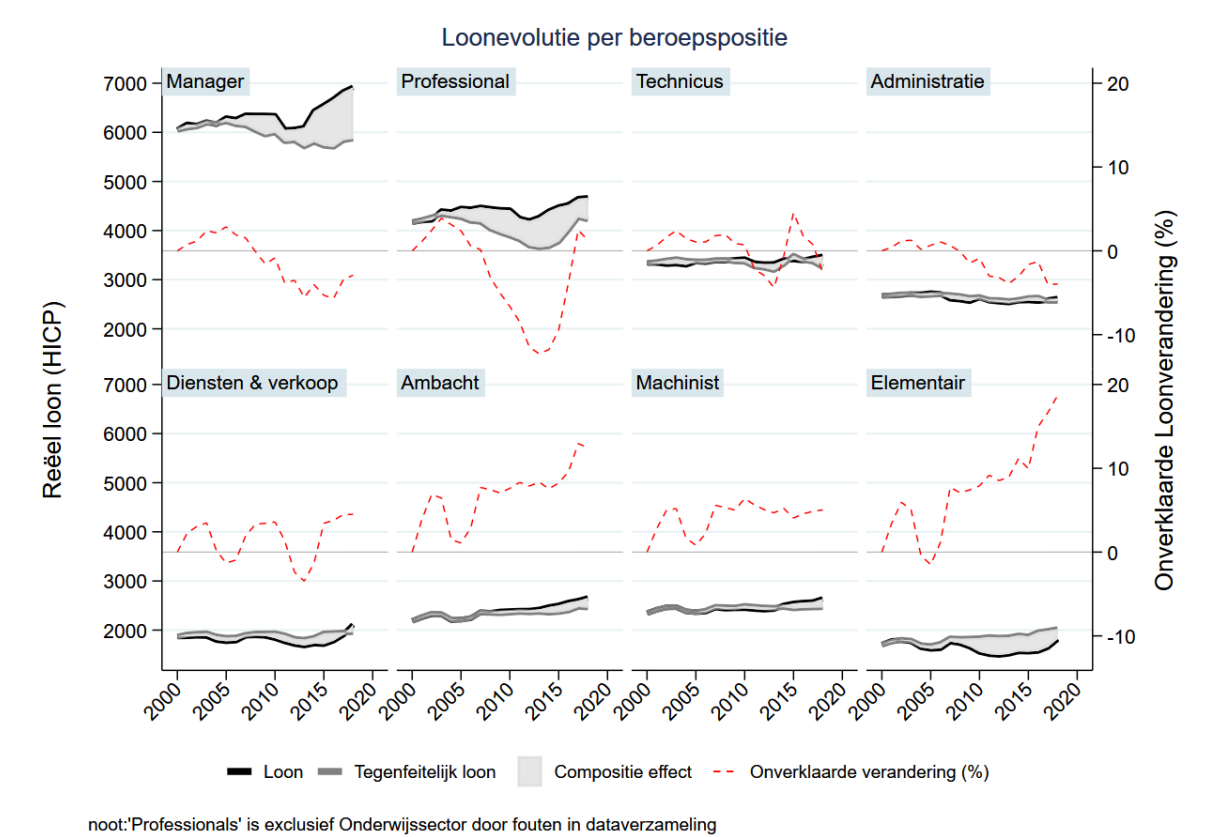 Loonevolutie per beroepspositie
Manager
Professional
Technicus
Administratie
7000
6000
5000
4000
3000
2000
20
10
0
-10
Diensten & verkoop
Ambacht
Machinist
Elementair
7000
6000
5000
4000
3000
2000
20
10
0
-10
Reëel loon (HICP)
Onverklaarde Loonverandering (%)
2000 2005 2010 2015 2020 2000 2005 2010 2015 2020 2000 2005 2010 2015 2020 2000 2005 2010 2015 2020
Loon Tegenfeitelijk loon Compositie effect Onverklaarde verandering (%)
noot:'Professionals' is exclusief Onderwijssector door fouten in dataverzameling